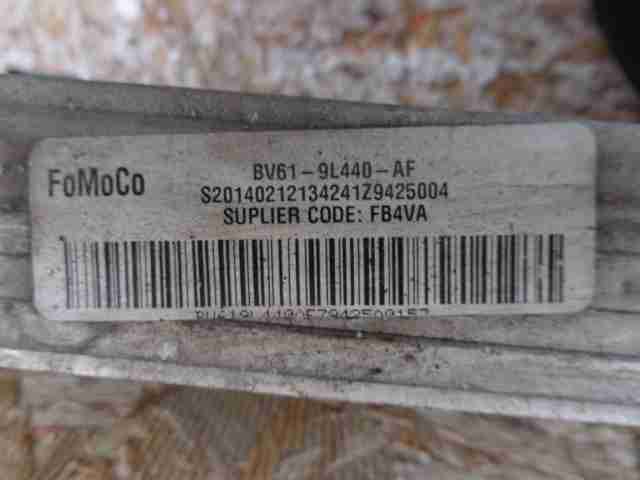 FoMoCo
BV61-9L440-AF
S20140212134241Z9425004
SUPLIER CODE: FB4VA